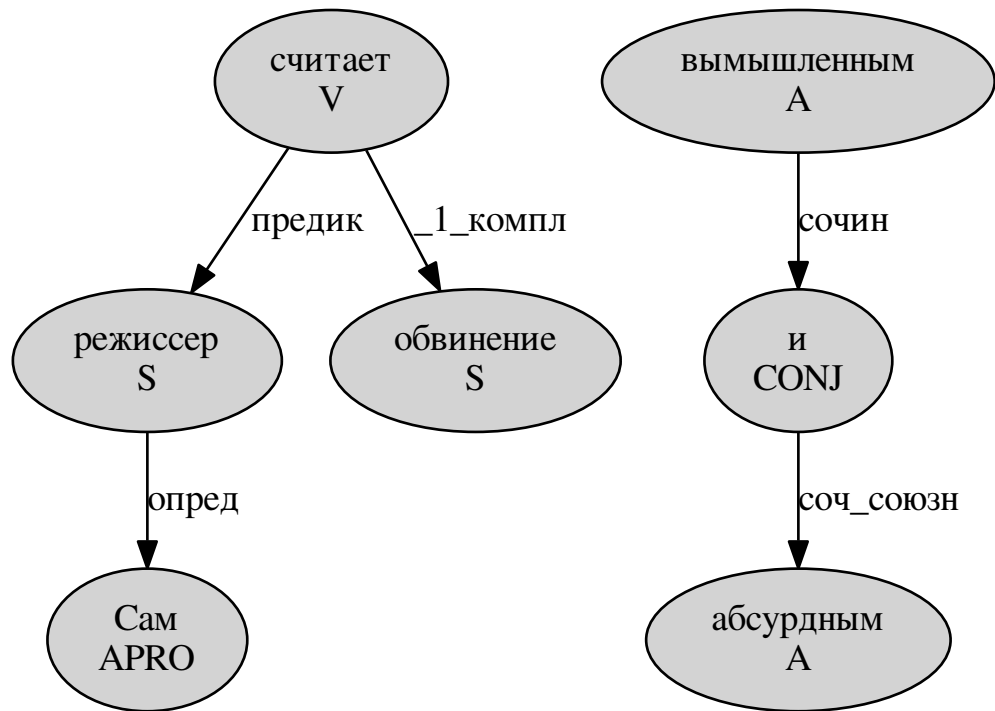 считает
V
вымышленным
A
предик
_1_компл
сочин
режиссер
S
обвинение
S
и
CONJ
опред
соч_союзн
Сам
APRO
абсурдным
A